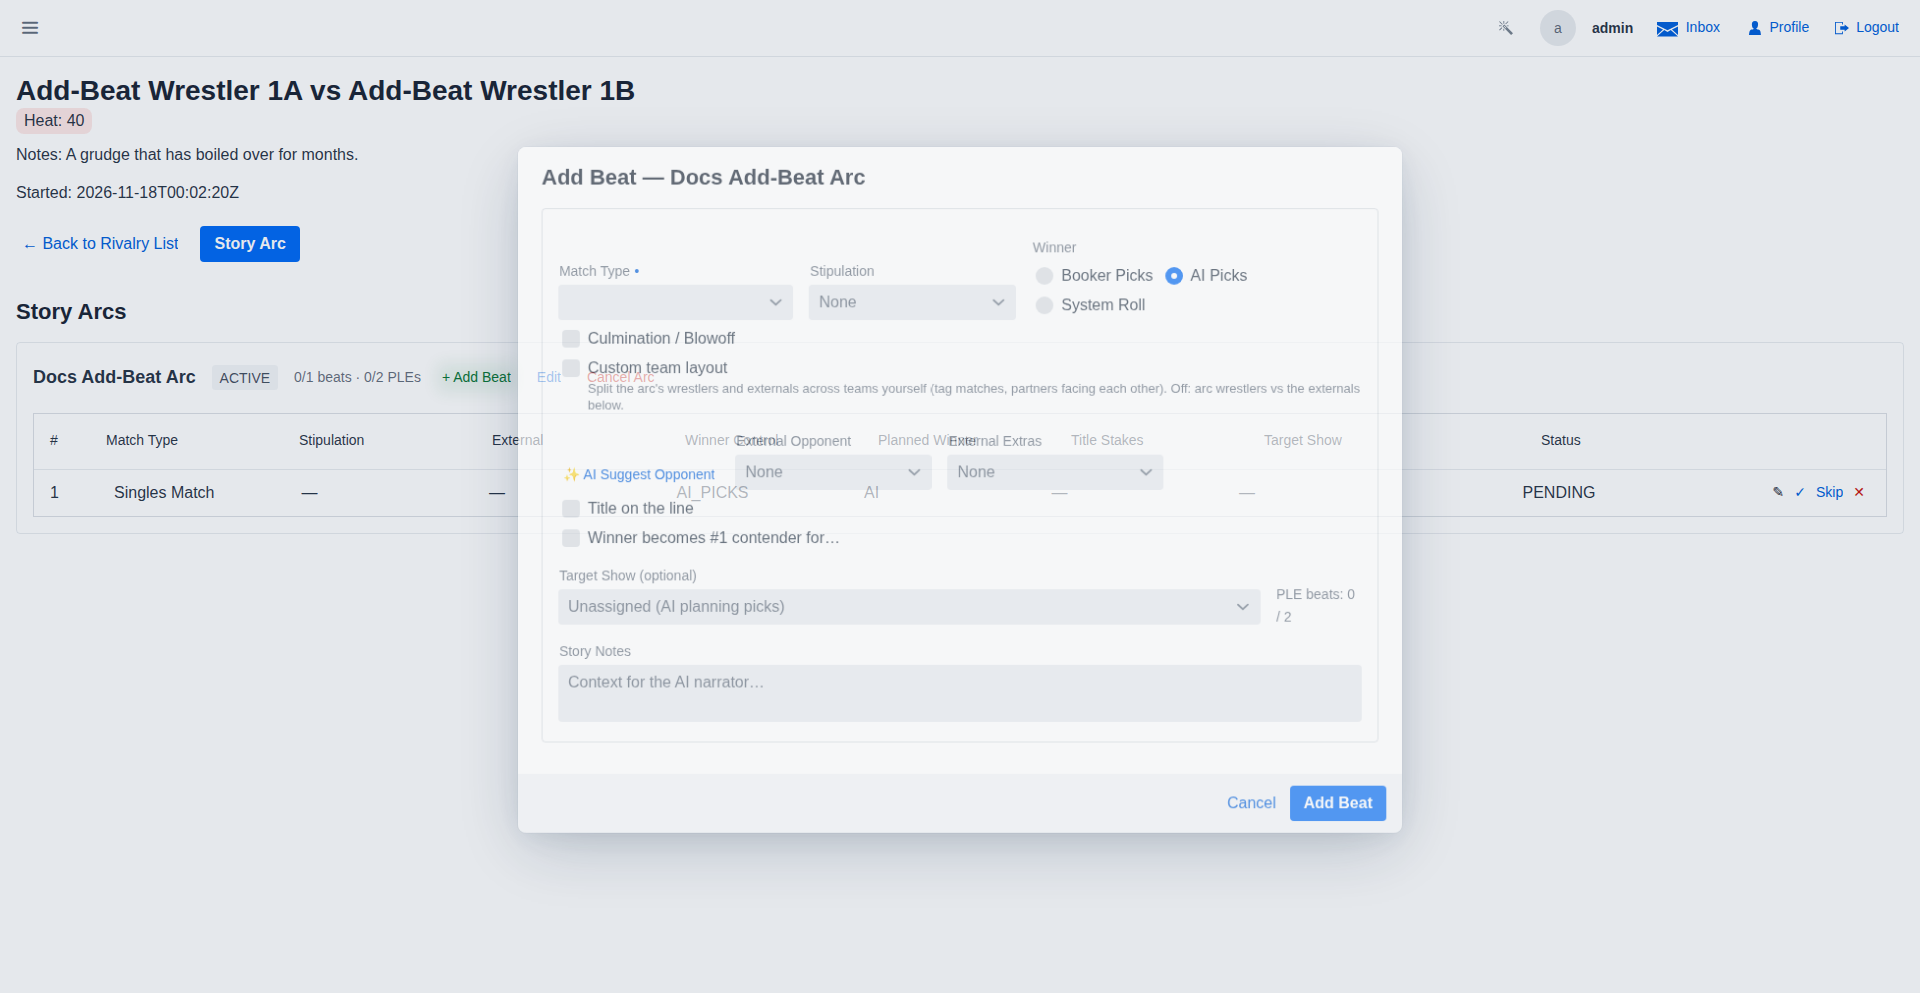 a admin Inbox Profile Logout
Add-Beat Wrestler 1A vs Add-Beat Wrestler 1B
Heat: 40
Notes: A grudge that has boiled over for months.
Started: 2026-11-18T00:02:20Z
← Back to Rivalry List Story Arc
Story Arcs
Docs Add-Beat Arc ACTIVE 0/1 beats · 0/2 PLEs + Add Beat Edit Cancel Arc
# Match Type Stipulation External Winner Control Planned Winner Title Stakes Target Show Status
1 Singles Match — — AI_PICKS AI — — PENDING ✎ ✓ Skip ✕
Add Beat — Docs Add-Beat Arc
Winner
Match Type • Stipulation
Booker Picks AI Picks
None
System Roll
Culmination / Blowoff
Custom team layout
Split the arc's wrestlers and externals across teams yourself (tag matches, partners facing each other). Off: arc wrestlers vs the externals
below.
External Opponent External Extras
✨ AI Suggest Opponent None None
Title on the line
Winner becomes #1 contender for…
Target Show (optional)
Unassigned (AI planning picks)
PLE beats: 0
/ 2
Story Notes
Context for the AI narrator…
Cancel Add Beat